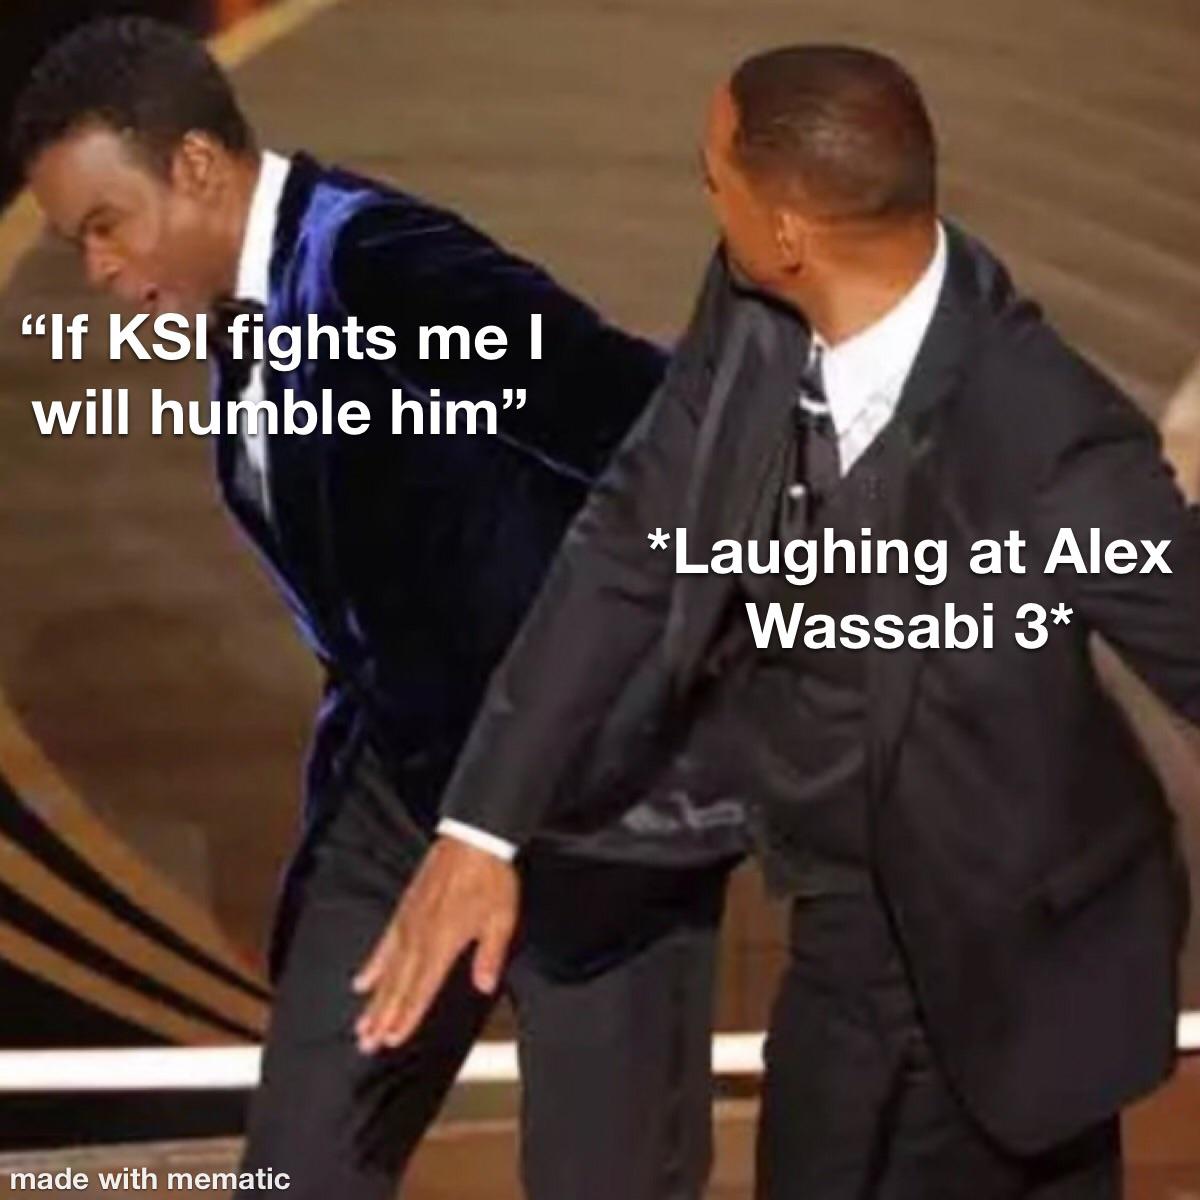 “If KSI fights me I
will humble him”
*Laughing at Alex
Wassabi 3*
made with mematic